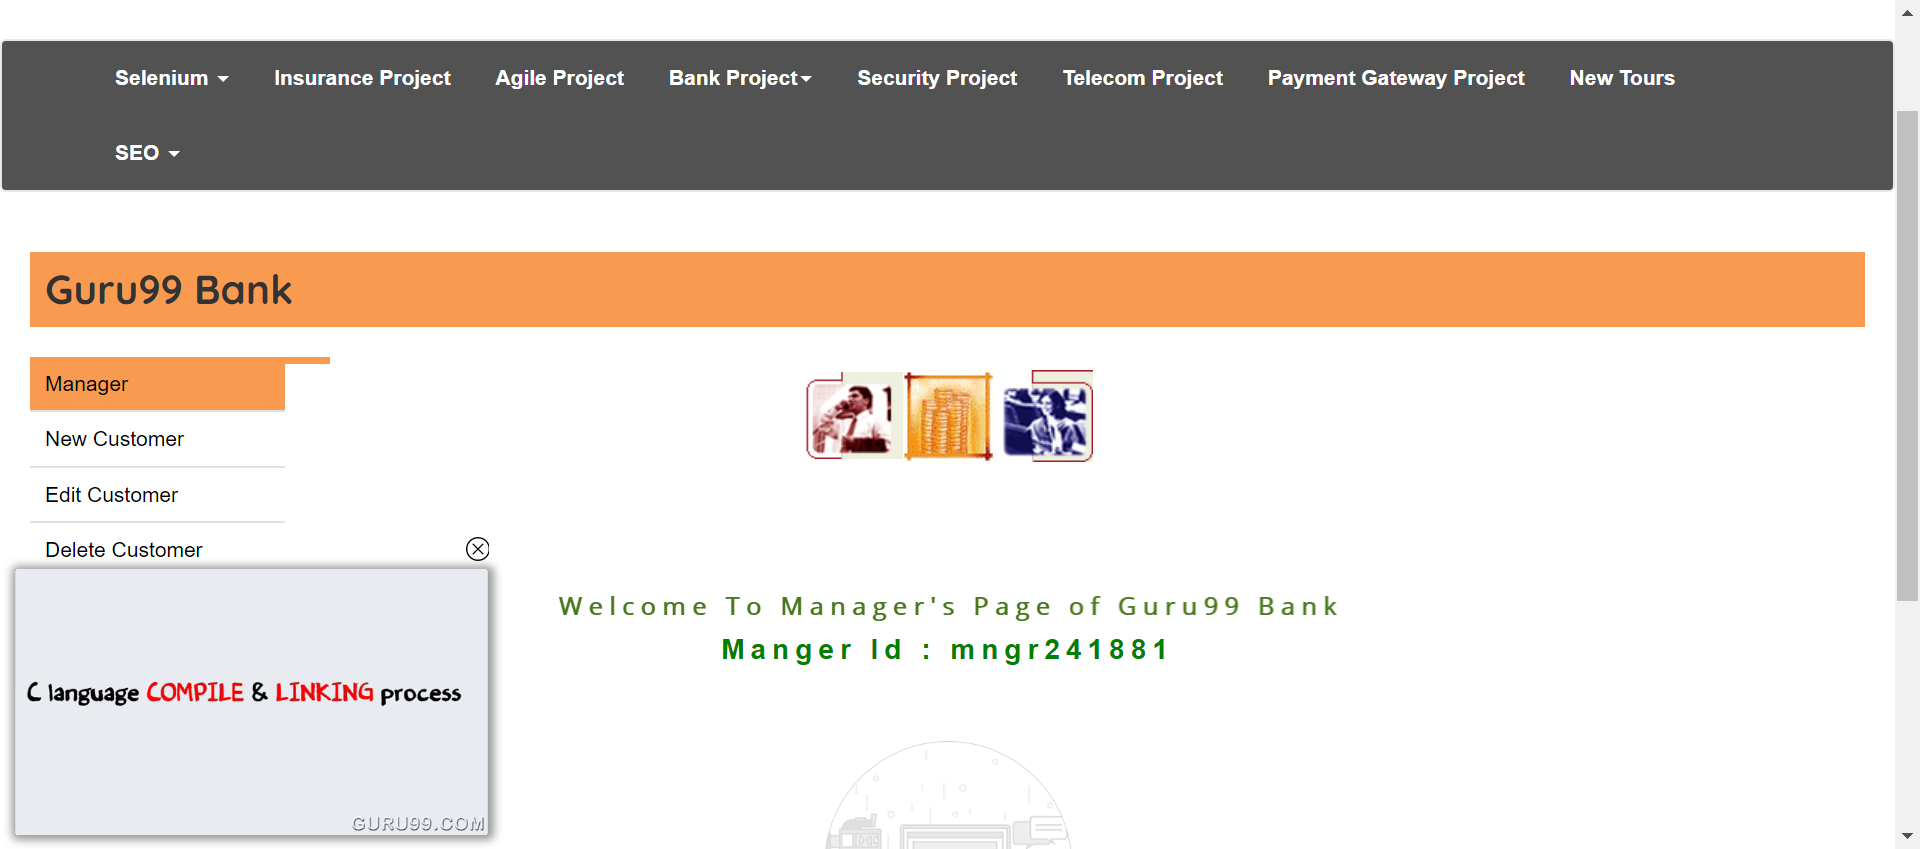 Selenium Insurance Project Agile Project Bank Project Security Project Telecom Project Payment Gateway Project New Tours
SEO
Guru99 Bank
Manager
New Customer
Edit Customer
Delete Customer
Welcome To Manager's Page of Guru99 Bank
Manger Id : mngr241881
C language COMPILE & LINKING process
GURU99.COM